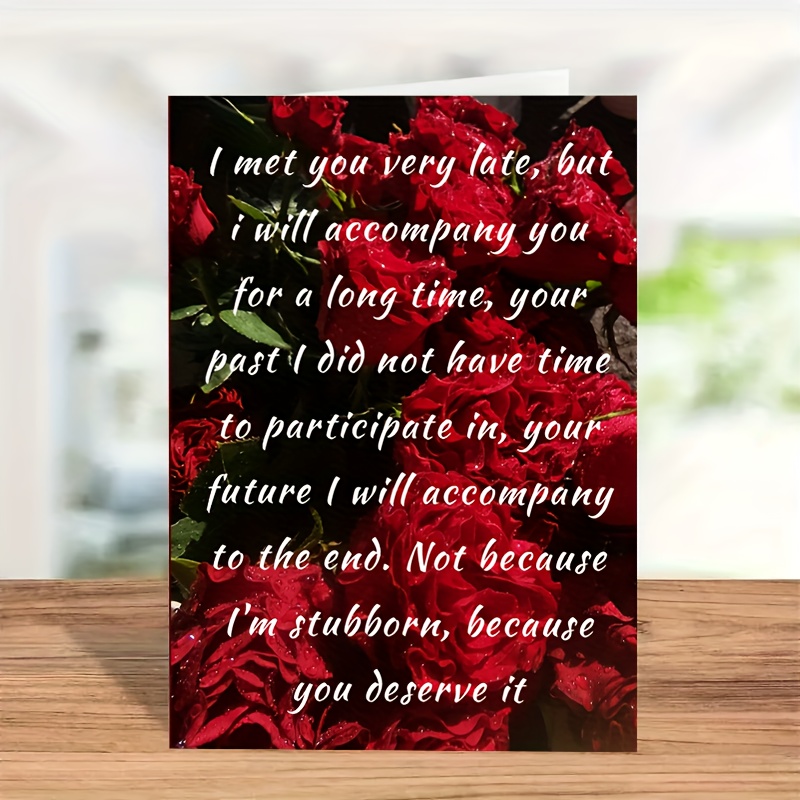 I met you very late, but
i will accompany you
for a long time, your
past I did not have time
to participate in, your
future I will accompany
to the end. Not because
I'm stubborn, because
you deserve it